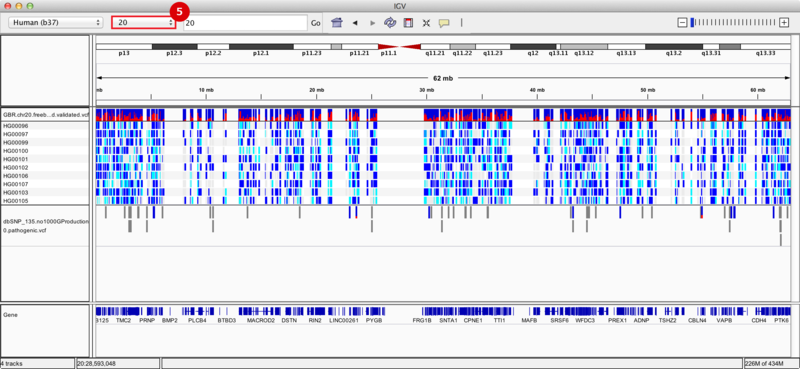 IGV
5
Human (b37) 20 20 Go
p13 p12.3 p12.2 p12.1 p11.23 p11.21 p11.1 q11.21 q11.22 q11.23 q12 q13.11 q13.12 q13.13 q13.2 q13.31 q13.33
62 mb
mb 10 mb 20 mb 30 mb 40 mb 50 mb 60 mb
GBR.chr20.freeb...d.validated.vcf
HG00096
HG00097
HG00099
HG00100
HG00101
HG00102
HG00106
HG00107
HG00103
HG00105
dbSNP_135.no1000GProduction
0.pathogenic.vcf
Gene
3125 TMC2 PRNP BMP2 PLCB4 BTBD3 MACROD2 DSTN RIN2 LINC00261 PYGB FRG1B SNTA1 CPNE1 TTI1 MAFB SRSF6 WFDC3 PREX1 ADNP TSHZ2 CBLN4 VAPB CDH4 PTK6
4 tracks 20:28,593,048 226M of 434M